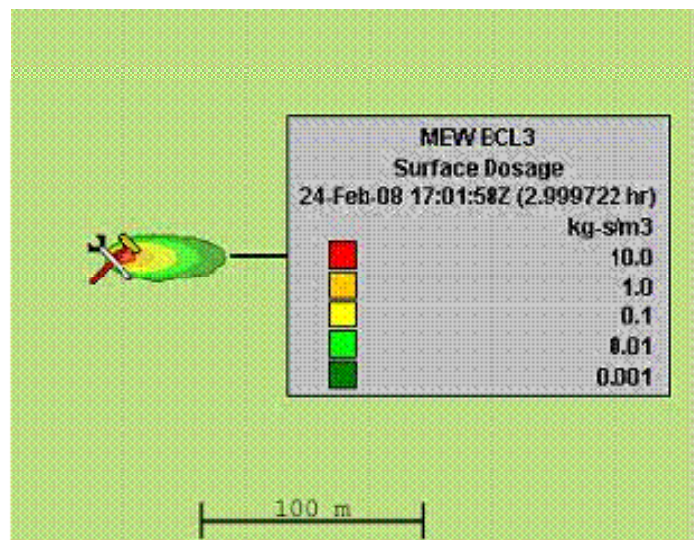 MEW BCL3
Surface Dosage
24-Feb-08 17:01:58Z (2.999722 hr)
kg-s/m3
10.0
1.0
0.1
0.01
0.001
100 m